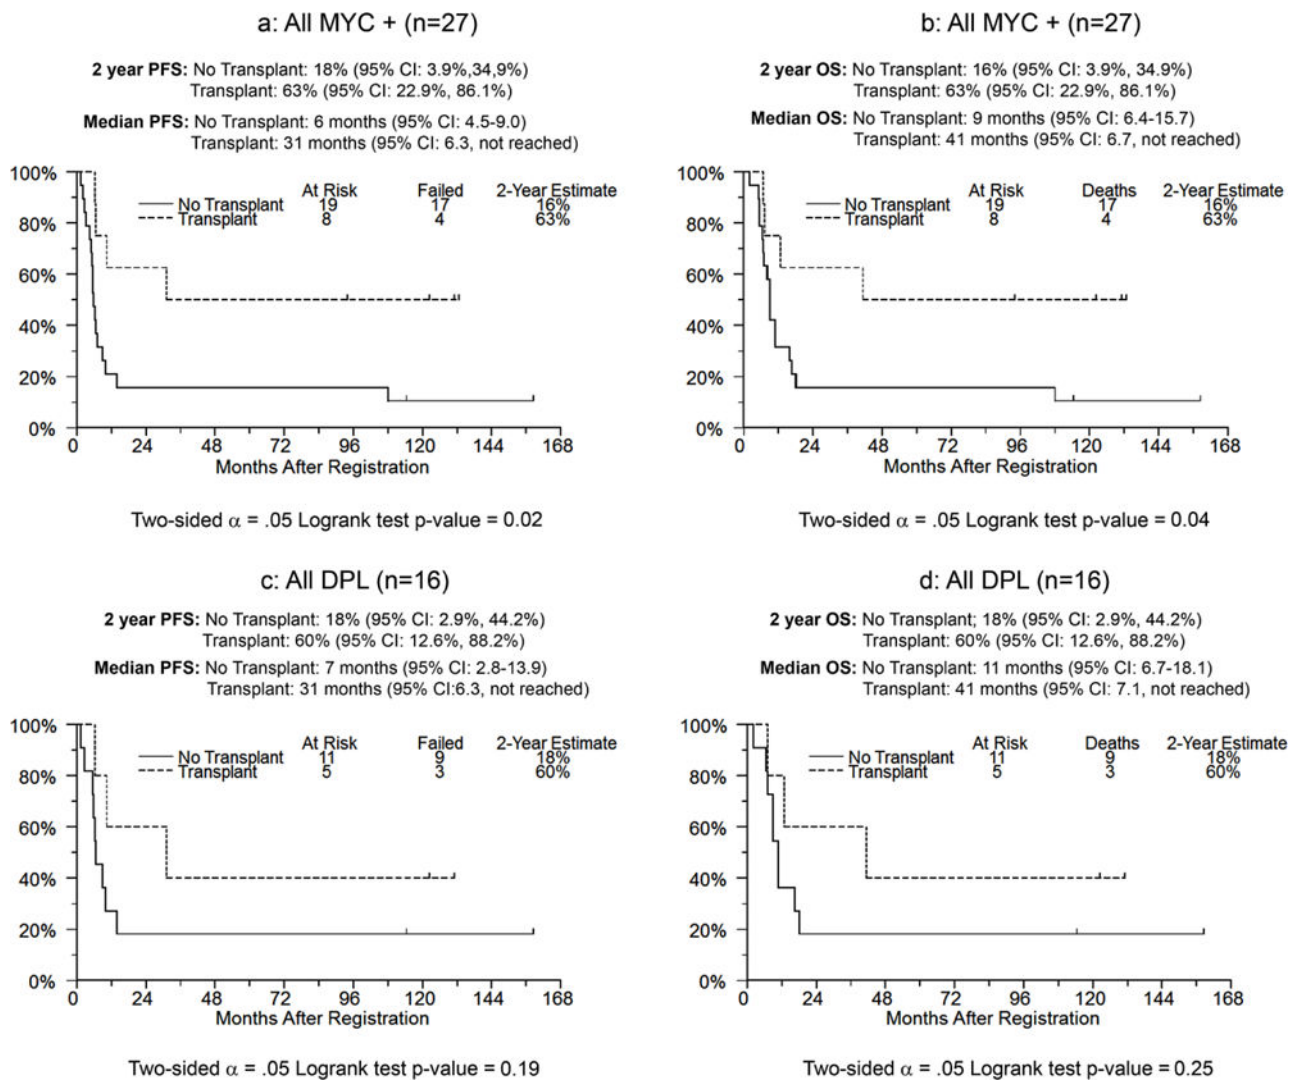 a: All MYC + (n=27)
2 year PFS: No Transplant: 18% (95% CI: 3.9%,34,9%)
Transplant: 63% (95% CI: 22.9%, 86.1%)
Median PFS: No Transplant: 6 months (95% CI: 4.5-9.0)
Transplant: 31 months (95% CI: 6.3, not reached)
At Risk Failed 2-Year Estimate
No Transplant 19 17 16%
Transplant 8 4 63%
100%
80%
60%
40%
20%
0%
0 24 48 72 96 120 144 168
Months After Registration
Two-sided α = .05 Logrank test p-value = 0.02
b: All MYC + (n=27)
2 year OS: No Transplant: 16% (95% CI: 3.9%, 34.9%)
Transplant: 63% (95% CI: 22.9%, 86.1%)
Median OS: No Transplant: 9 months (95% CI: 6.4-15.7)
Transplant: 41 months (95% CI: 6.7, not reached)
At Risk Deaths 2-Year Estimate
No Transplant 19 17 16%
Transplant 8 4 63%
100%
80%
60%
40%
20%
0%
0 24 48 72 96 120 144 168
Months After Registration
Two-sided α = .05 Logrank test p-value = 0.04
c: All DPL (n=16)
2 year PFS: No Transplant: 18% (95% CI: 2.9%, 44.2%)
Transplant: 60% (95% CI: 12.6%, 88.2%)
Median PFS: No Transplant: 7 months (95% CI: 2.8-13.9)
Transplant: 31 months (95% CI:6.3, not reached)
At Risk Failed 2-Year Estimate
No Transplant 11 9 18%
Transplant 5 3 60%
100%
80%
60%
40%
20%
0%
0 24 48 72 96 120 144 168
Months After Registration
Two-sided α = .05 Logrank test p-value = 0.19
d: All DPL (n=16)
2 year OS: No Transplant; 18% (95% CI: 2.9%, 44.2%)
Transplant: 60% (95% CI: 12.6%, 88.2%)
Median OS: No Transplant: 11 months (95% CI: 6.7-18.1)
Transplant: 41 months (95% CI: 7.1, not reached)
At Risk Deaths 2-Year Estimate
No Transplant 11 9 18%
Transplant 5 3 60%
100%
80%
60%
40%
20%
0%
0 24 48 72 96 120 144 168
Months After Registration
Two-sided α = .05 Logrank test p-value = 0.25